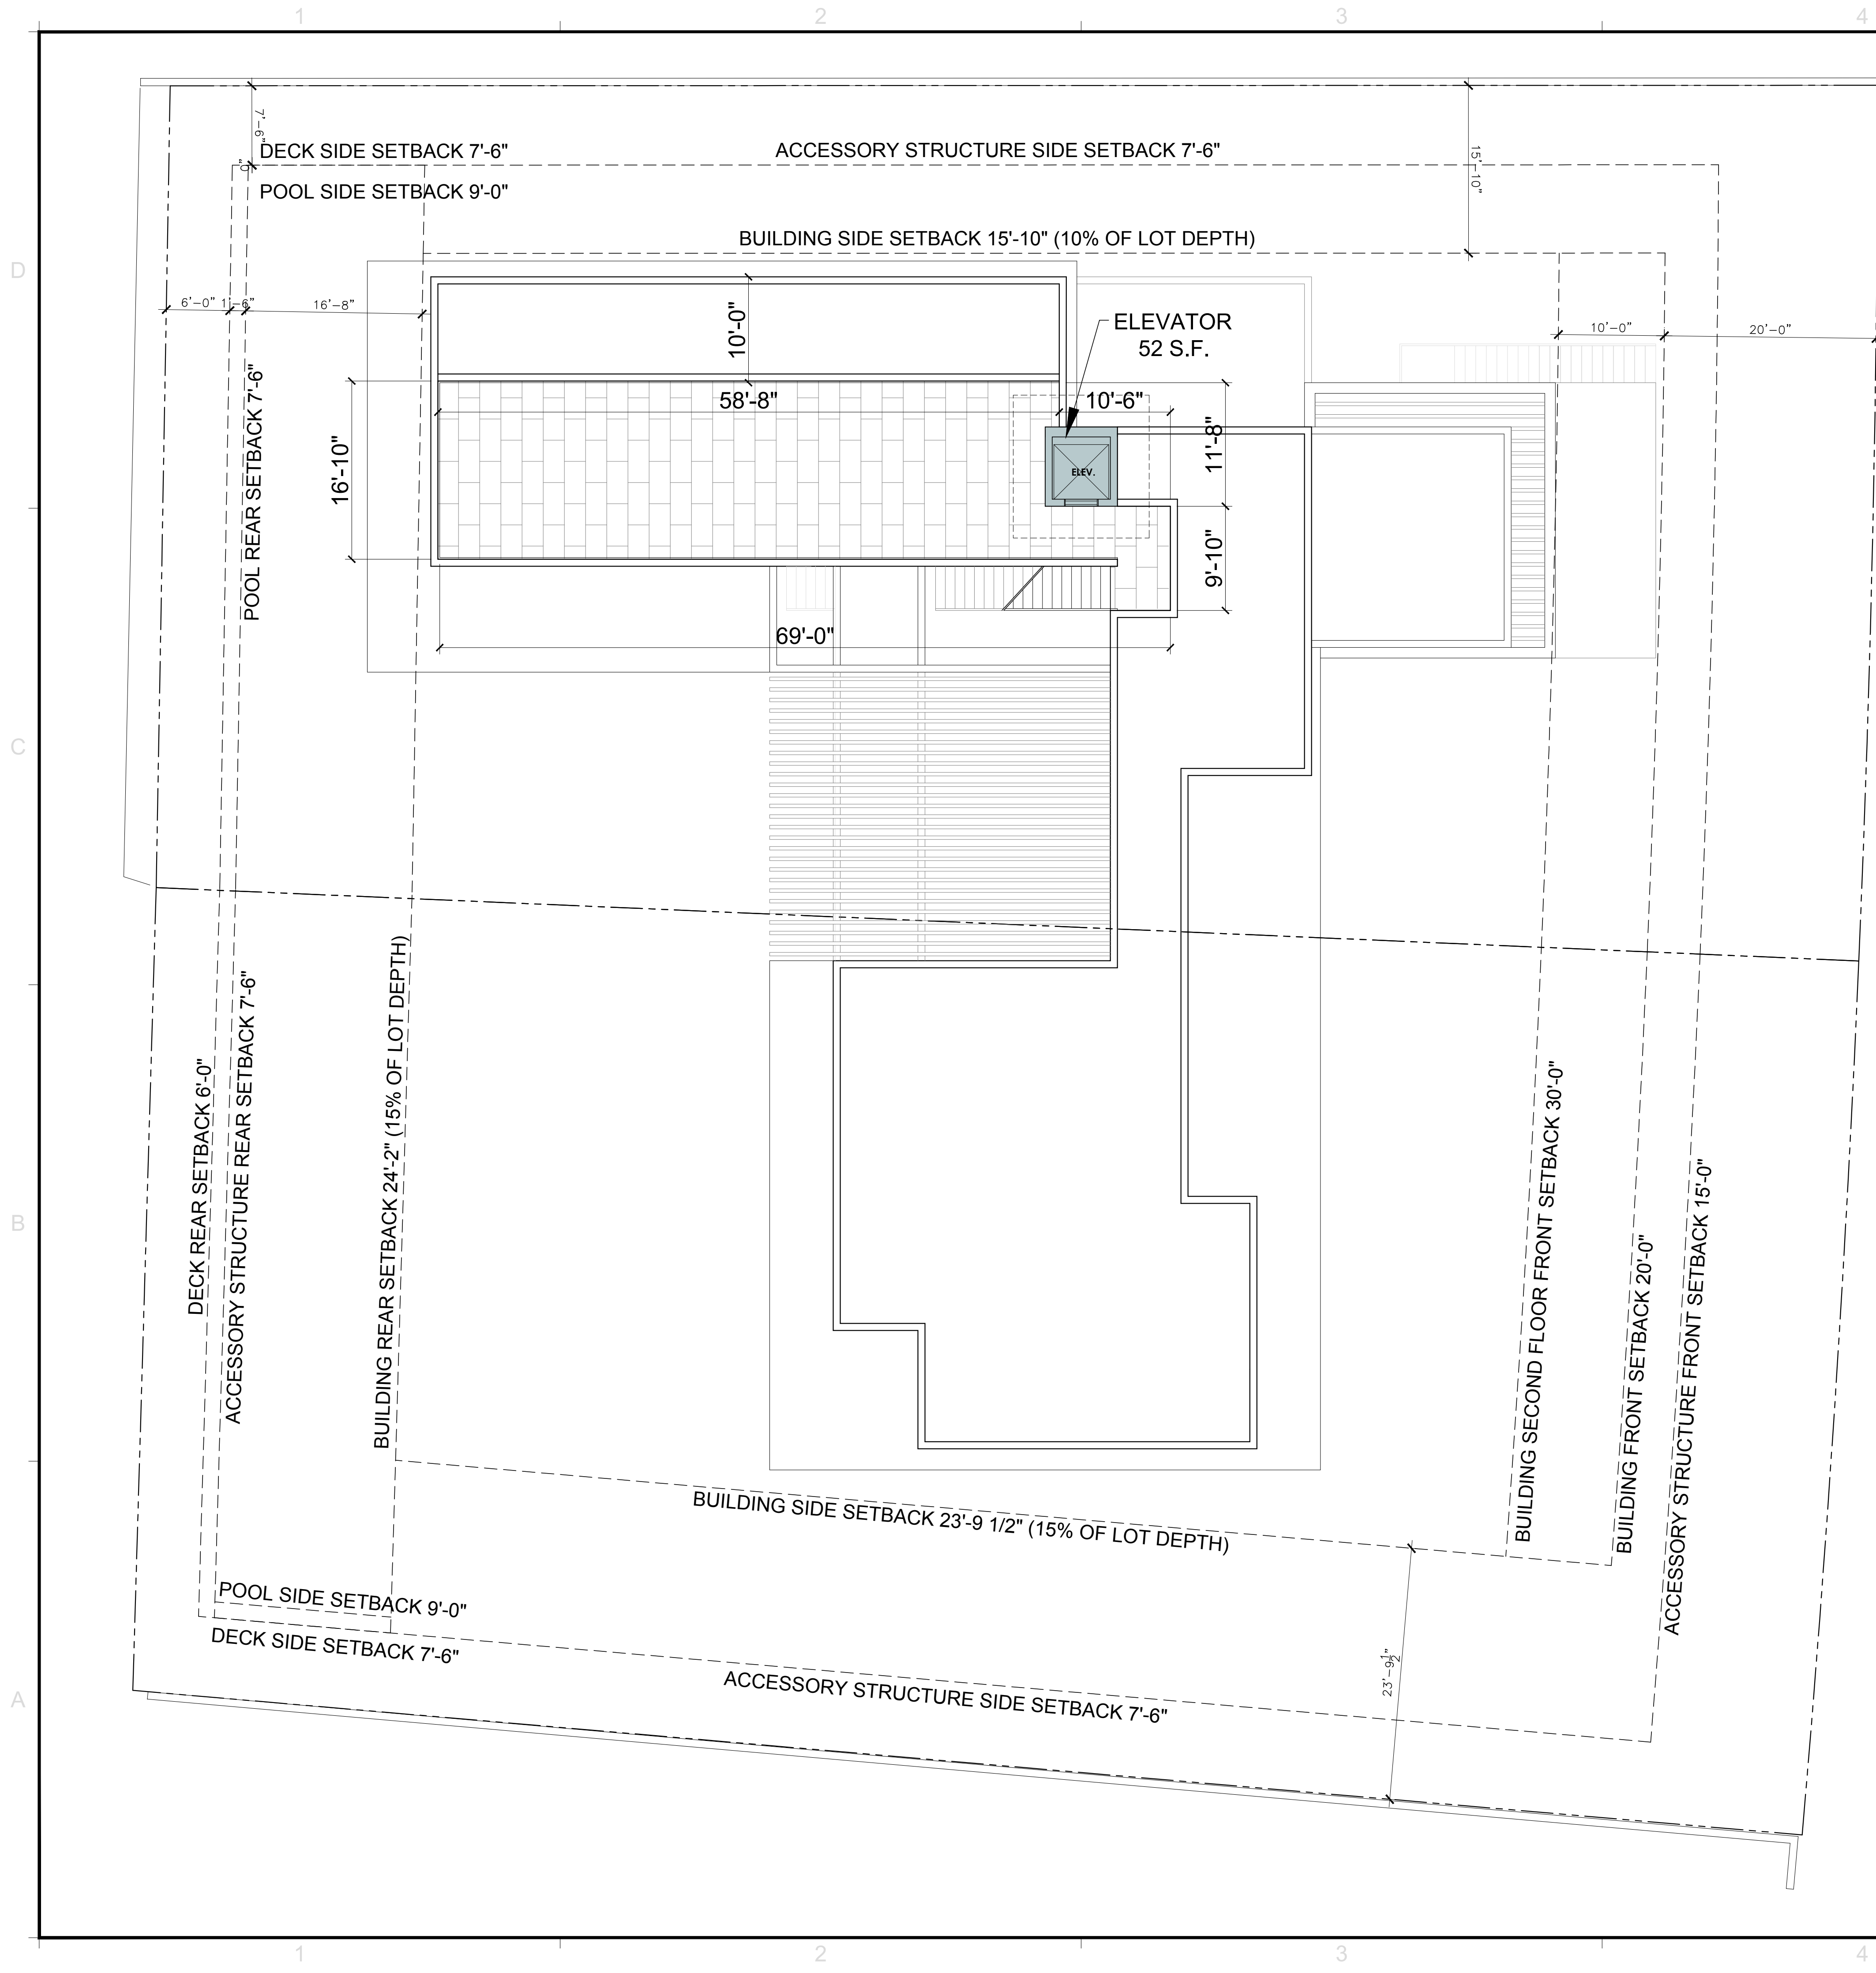 1 2 3 4
7'-6"
DECK SIDE SETBACK 7'-6"
ACCESSORY STRUCTURE SIDE SETBACK 7'-6"
15'-10"
POOL SIDE SETBACK 9'-0"
BUILDING SIDE SETBACK 15'-10" (10% OF LOT DEPTH)
D
6'-0" 1'-6" 16'-8"
10'-0"
ELEVATOR
52 S.F.
10'-0"
20'-0"
POOL REAR SETBACK 7'-6"
58'-8"
10'-6"
11'-8"
16'-10"
ELEV.
9'-10"
69'-0"
C
BUILDING REAR SETBACK 24'-2" (15% OF LOT DEPTH)
DECK REAR SETBACK 6'-0"
ACCESSORY STRUCTURE REAR SETBACK 7'-6"
B
BUILDING SECOND FLOOR FRONT SETBACK 30'-0"
BUILDING FRONT SETBACK 20'-0"
ACCESSORY STRUCTURE FRONT SETBACK 15'-0"
BUILDING SIDE SETBACK 23'-9 1/2" (15% OF LOT DEPTH)
POOL SIDE SETBACK 9'-0"
DECK SIDE SETBACK 7'-6"
ACCESSORY STRUCTURE SIDE SETBACK 7'-6"
23'-9 1/2"
A
1 2 3 4